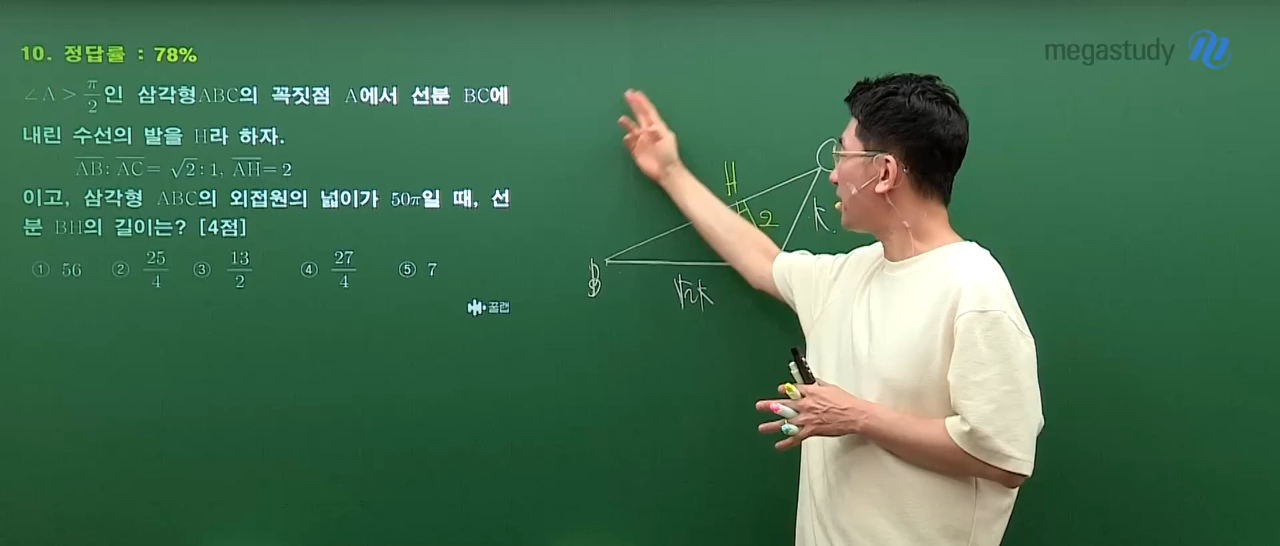 megastudy
10. 정답률 : 78%
∠A > π/2인 삼각형ABC의 꼭짓점 A에서 선분 BC에
내린 수선의 발을 H라 하자.
AB : AC = √2 : 1, AH = 2
이고, 삼각형 ABC의 외접원의 넓이가 50π일 때, 선
분 BH의 길이는? [4점]
① 56 ② 25/4 ③ 13/2 ④ 27/4 ⑤ 7
꿀랩
C
H
2
k
B
√2k